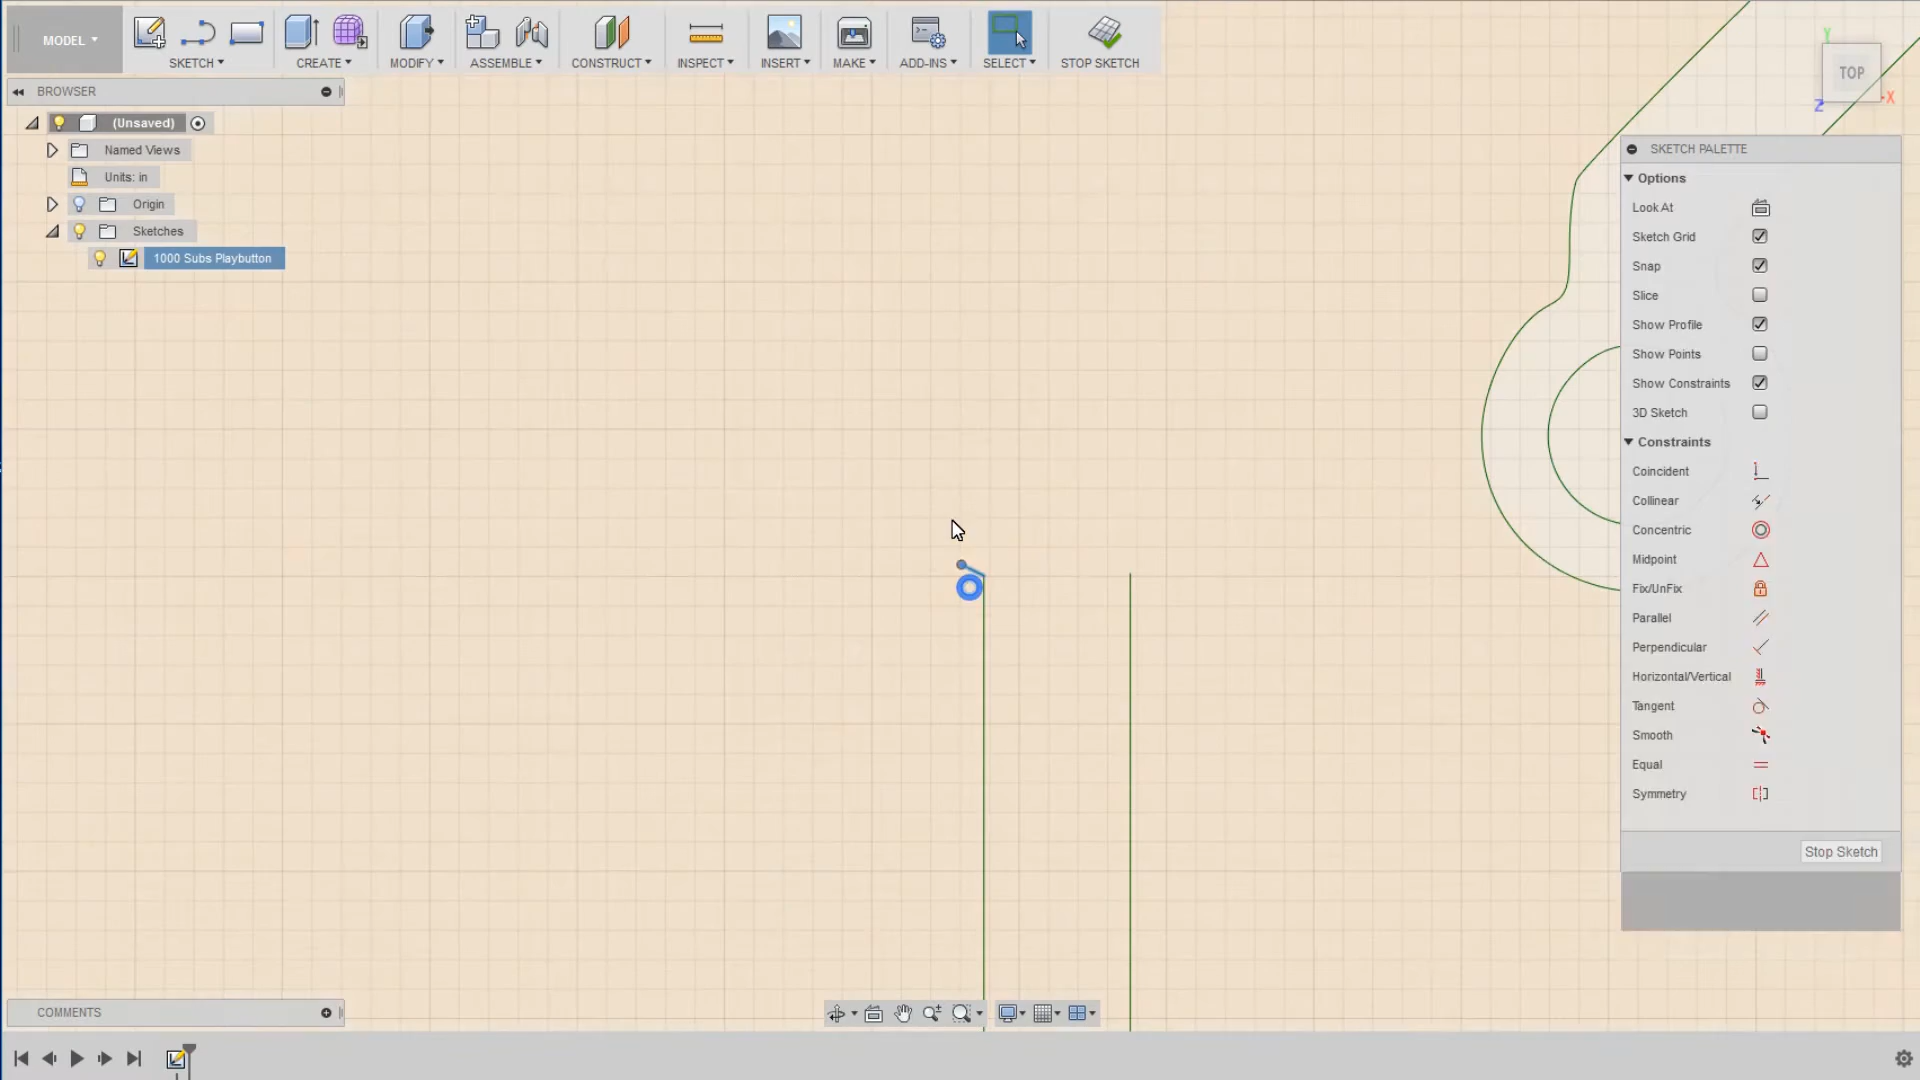 MODEL
SKETCH
CREATE
MODIFY
ASSEMBLE
CONSTRUCT
INSPECT
INSERT
MAKE
ADD-INS
SELECT
STOP SKETCH
BROWSER
(Unsaved)
Named Views
Units: in
Origin
Sketches
1000 Subs Playbutton
Y
TOP
X
Z
SKETCH PALETTE
Options
Look At
Sketch Grid
Snap
Slice
Show Profile
Show Points
Show Constraints
3D Sketch
Constraints
Coincident
Collinear
Concentric
Midpoint
Fix/UnFix
Parallel
Perpendicular
Horizontal/Vertical
Tangent
Smooth
Equal
Symmetry
Stop Sketch
COMMENTS